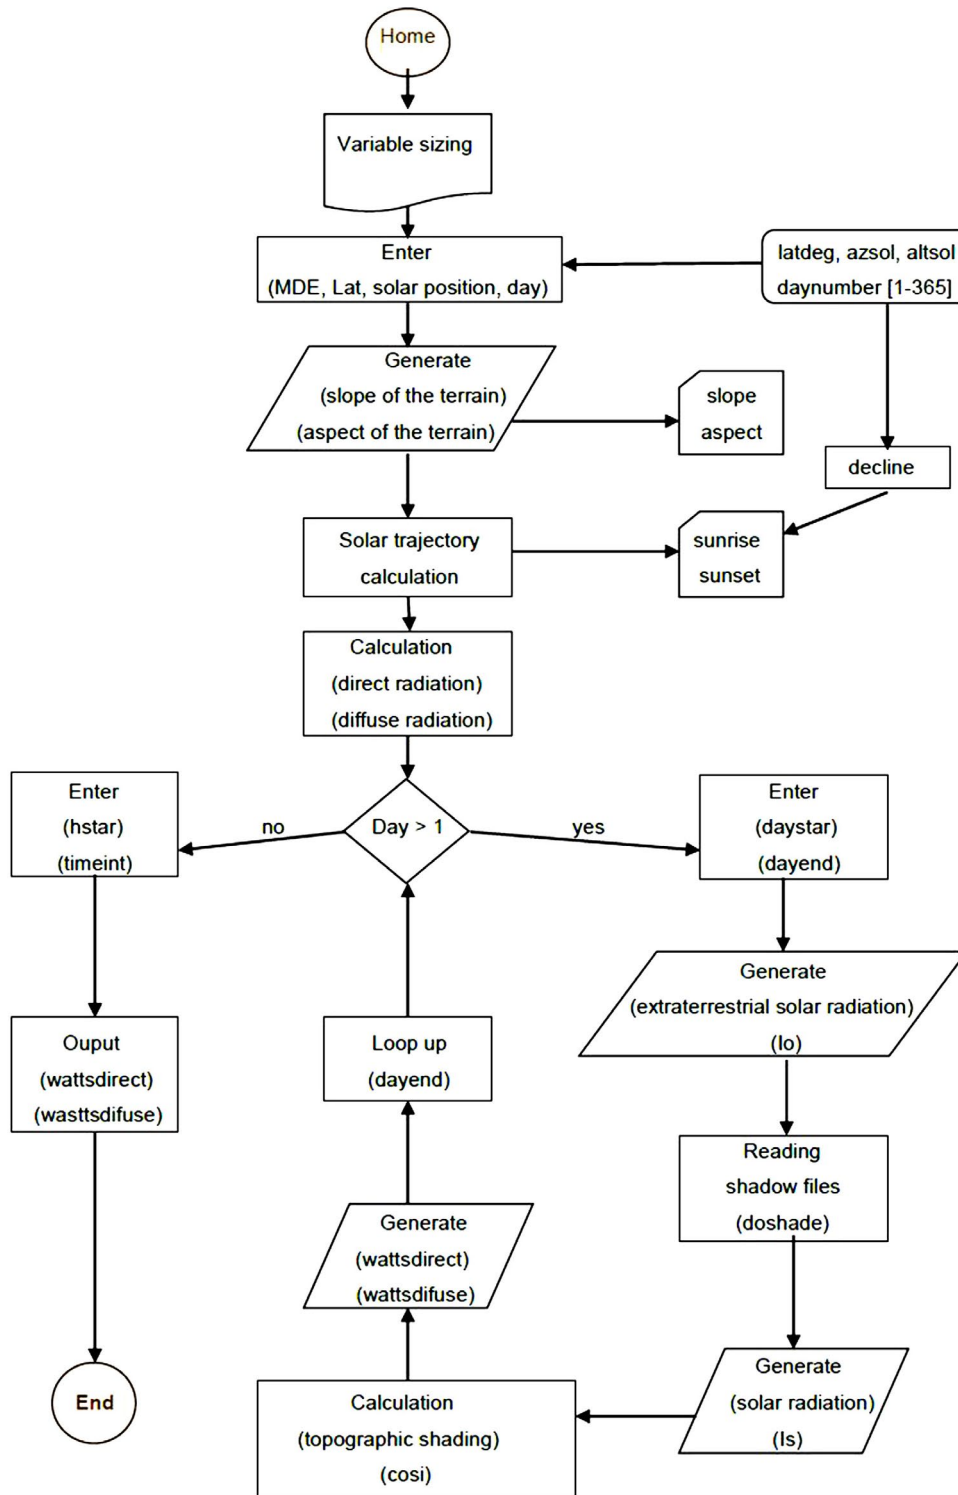 Home
Variable sizing
Enter
(MDE, Lat, solar position, day)
latdeg, azsol, altsol
daynumber [1-365]
Generate
(slope of the terrain)
(aspect of the terrain)
slope
aspect
decline
Solar trajectory
calculation
sunrise
sunset
Calculation
(direct radiation)
(diffuse radiation)
Day > 1
no
yes
Enter
(hstar)
(timeint)
Enter
(daystar)
(dayend)
Generate
(extraterrestrial solar radiation)
(Io)
Ouput
(wattsdirect)
(wasttsdifuse)
Loop up
(dayend)
Reading
shadow files
(doshade)
Generate
(wattsdirect)
(wattsdifuse)
Generate
(solar radiation)
(Is)
Calculation
(topographic shading)
(cosi)
End